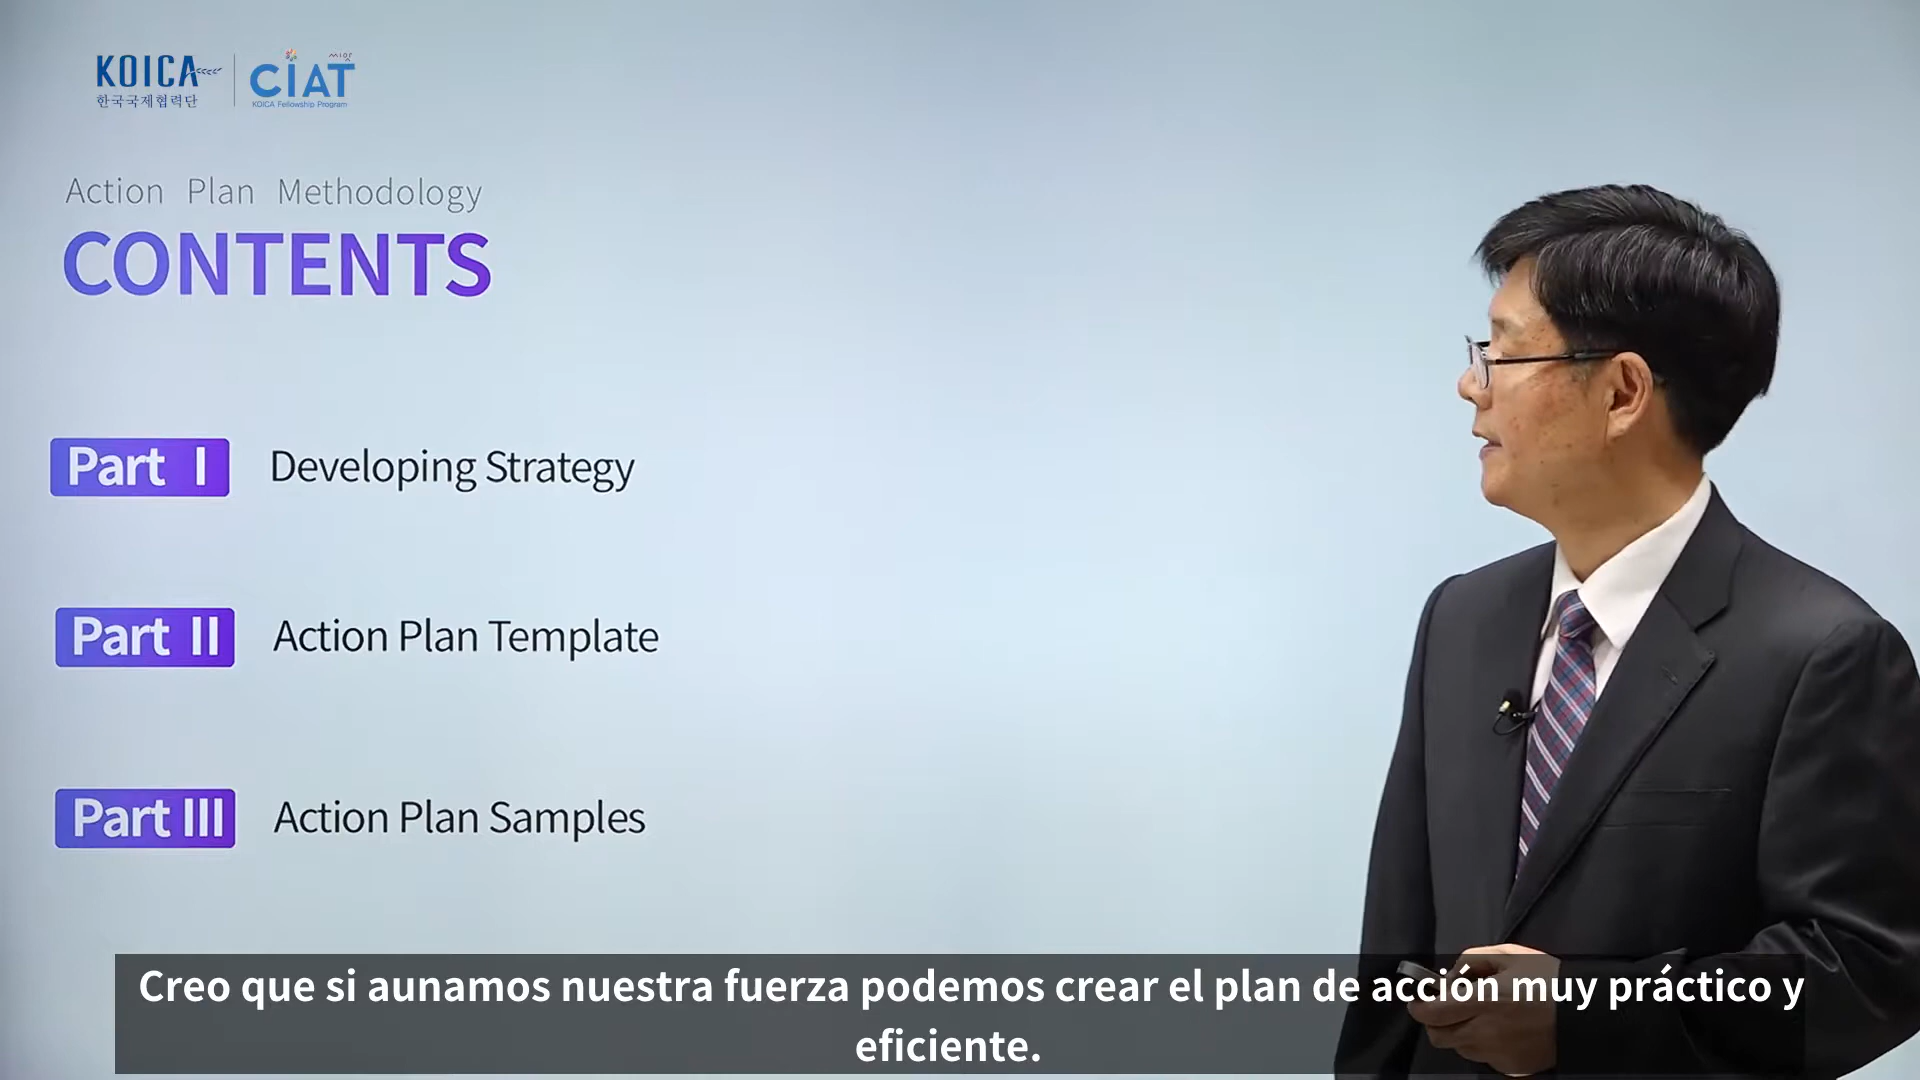 KOICA
한국국제협력단
씨앗
CIAT
KOICA Fellowship Program
Action Plan Methodology
CONTENTS
Part I Developing Strategy
Part II Action Plan Template
Part III Action Plan Samples
Creo que si aunamos nuestra fuerza podemos crear el plan de acción muy práctico y
eficiente.